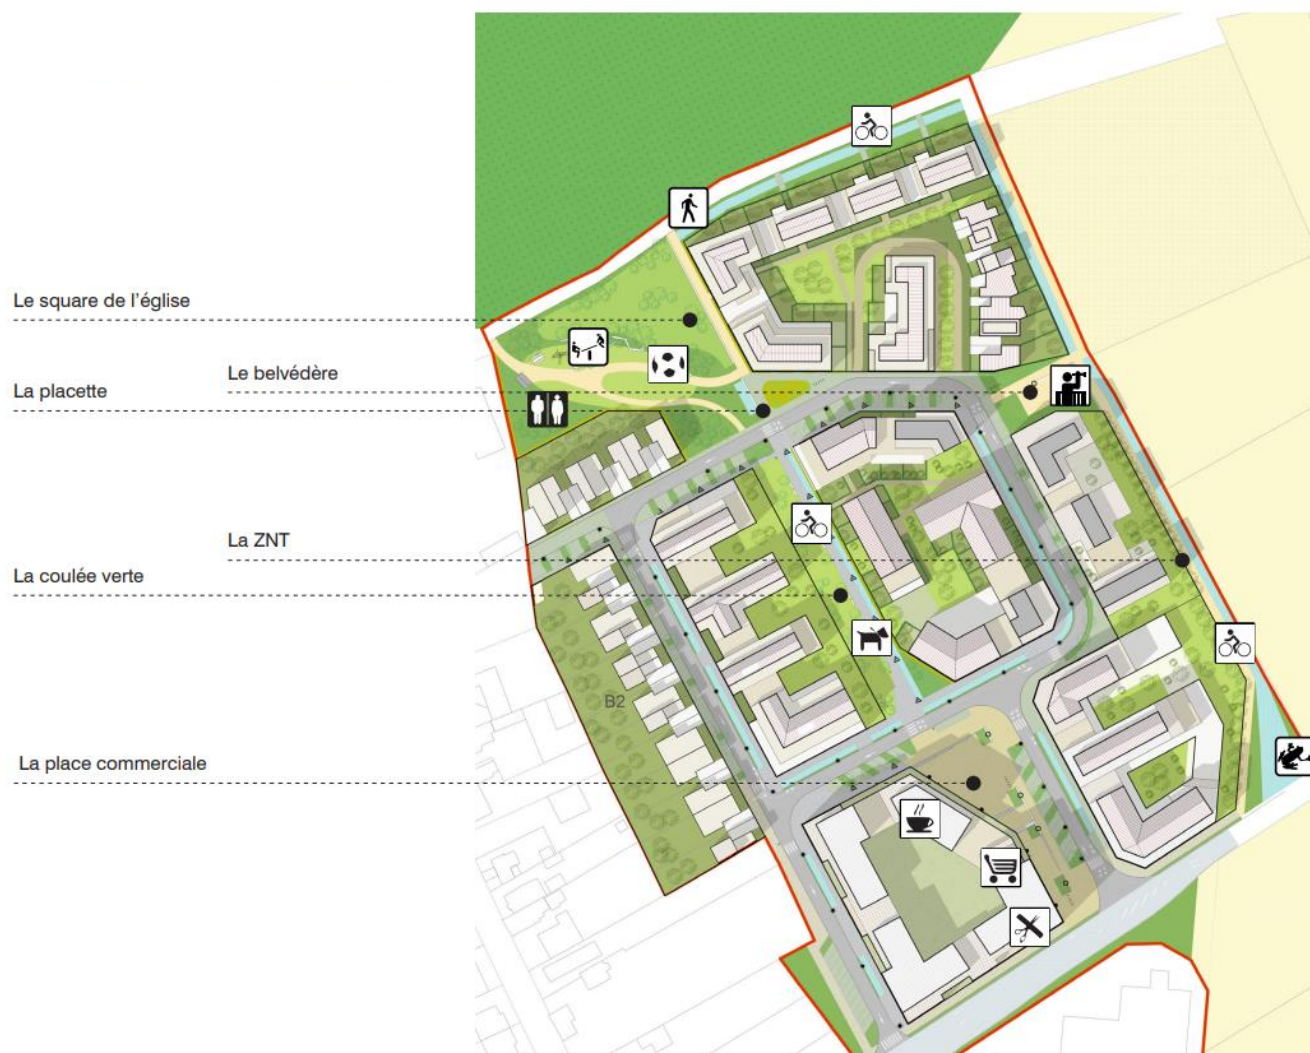 Le square de l'église
Le belvédère
La placette
La ZNT
La coulée verte
B2
La place commerciale